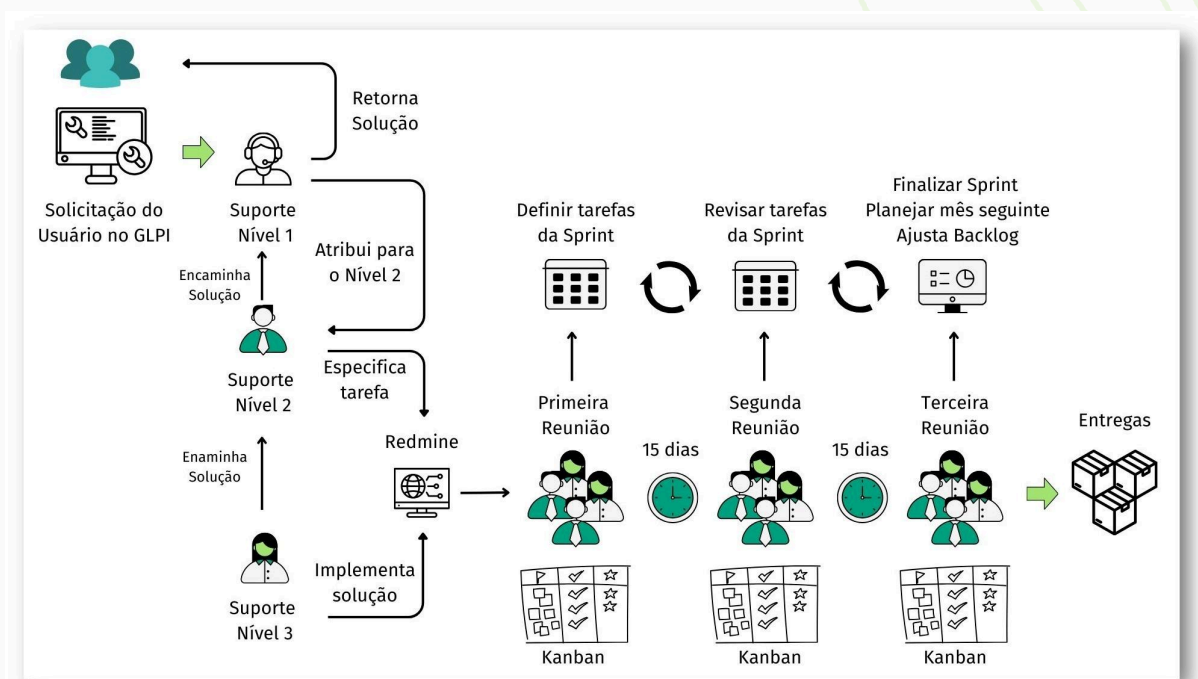 Retorna
Solução
Solicitação do
Usuário no GLPI
Suporte
Nível 1
Atribui para
o Nível 2
Encaminha
Solução
Suporte
Nível 2
Especifica
tarefa
Enaminha
Solução
Suporte
Nível 3
Implementa
solução
Redmine
Definir tarefas
da Sprint
Revisar tarefas
da Sprint
Finalizar Sprint
Planejar mês seguinte
Ajusta Backlog
Primeira
Reunião
15 dias
Segunda
Reunião
15 dias
Terceira
Reunião
Entregas
Kanban
Kanban
Kanban